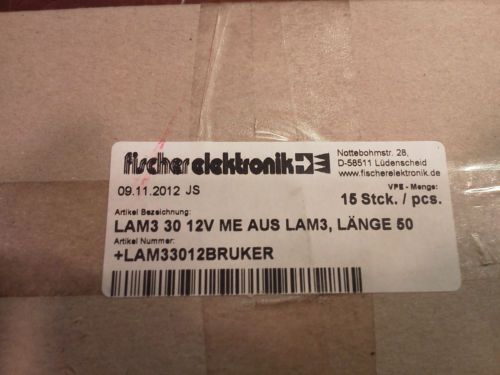 fischer elektronik
Nottebohmstr. 28,
D-58511 Lüdenscheid
www.fischerelektronik.de
09.11.2012 JS
VPE - Menge:
15 Stck. / pcs.
Artikel Bezeichnung:
LAM3 30 12V ME AUS LAM3, LÄNGE 50
Artikel Nummer:
+LAM33012BRUKER